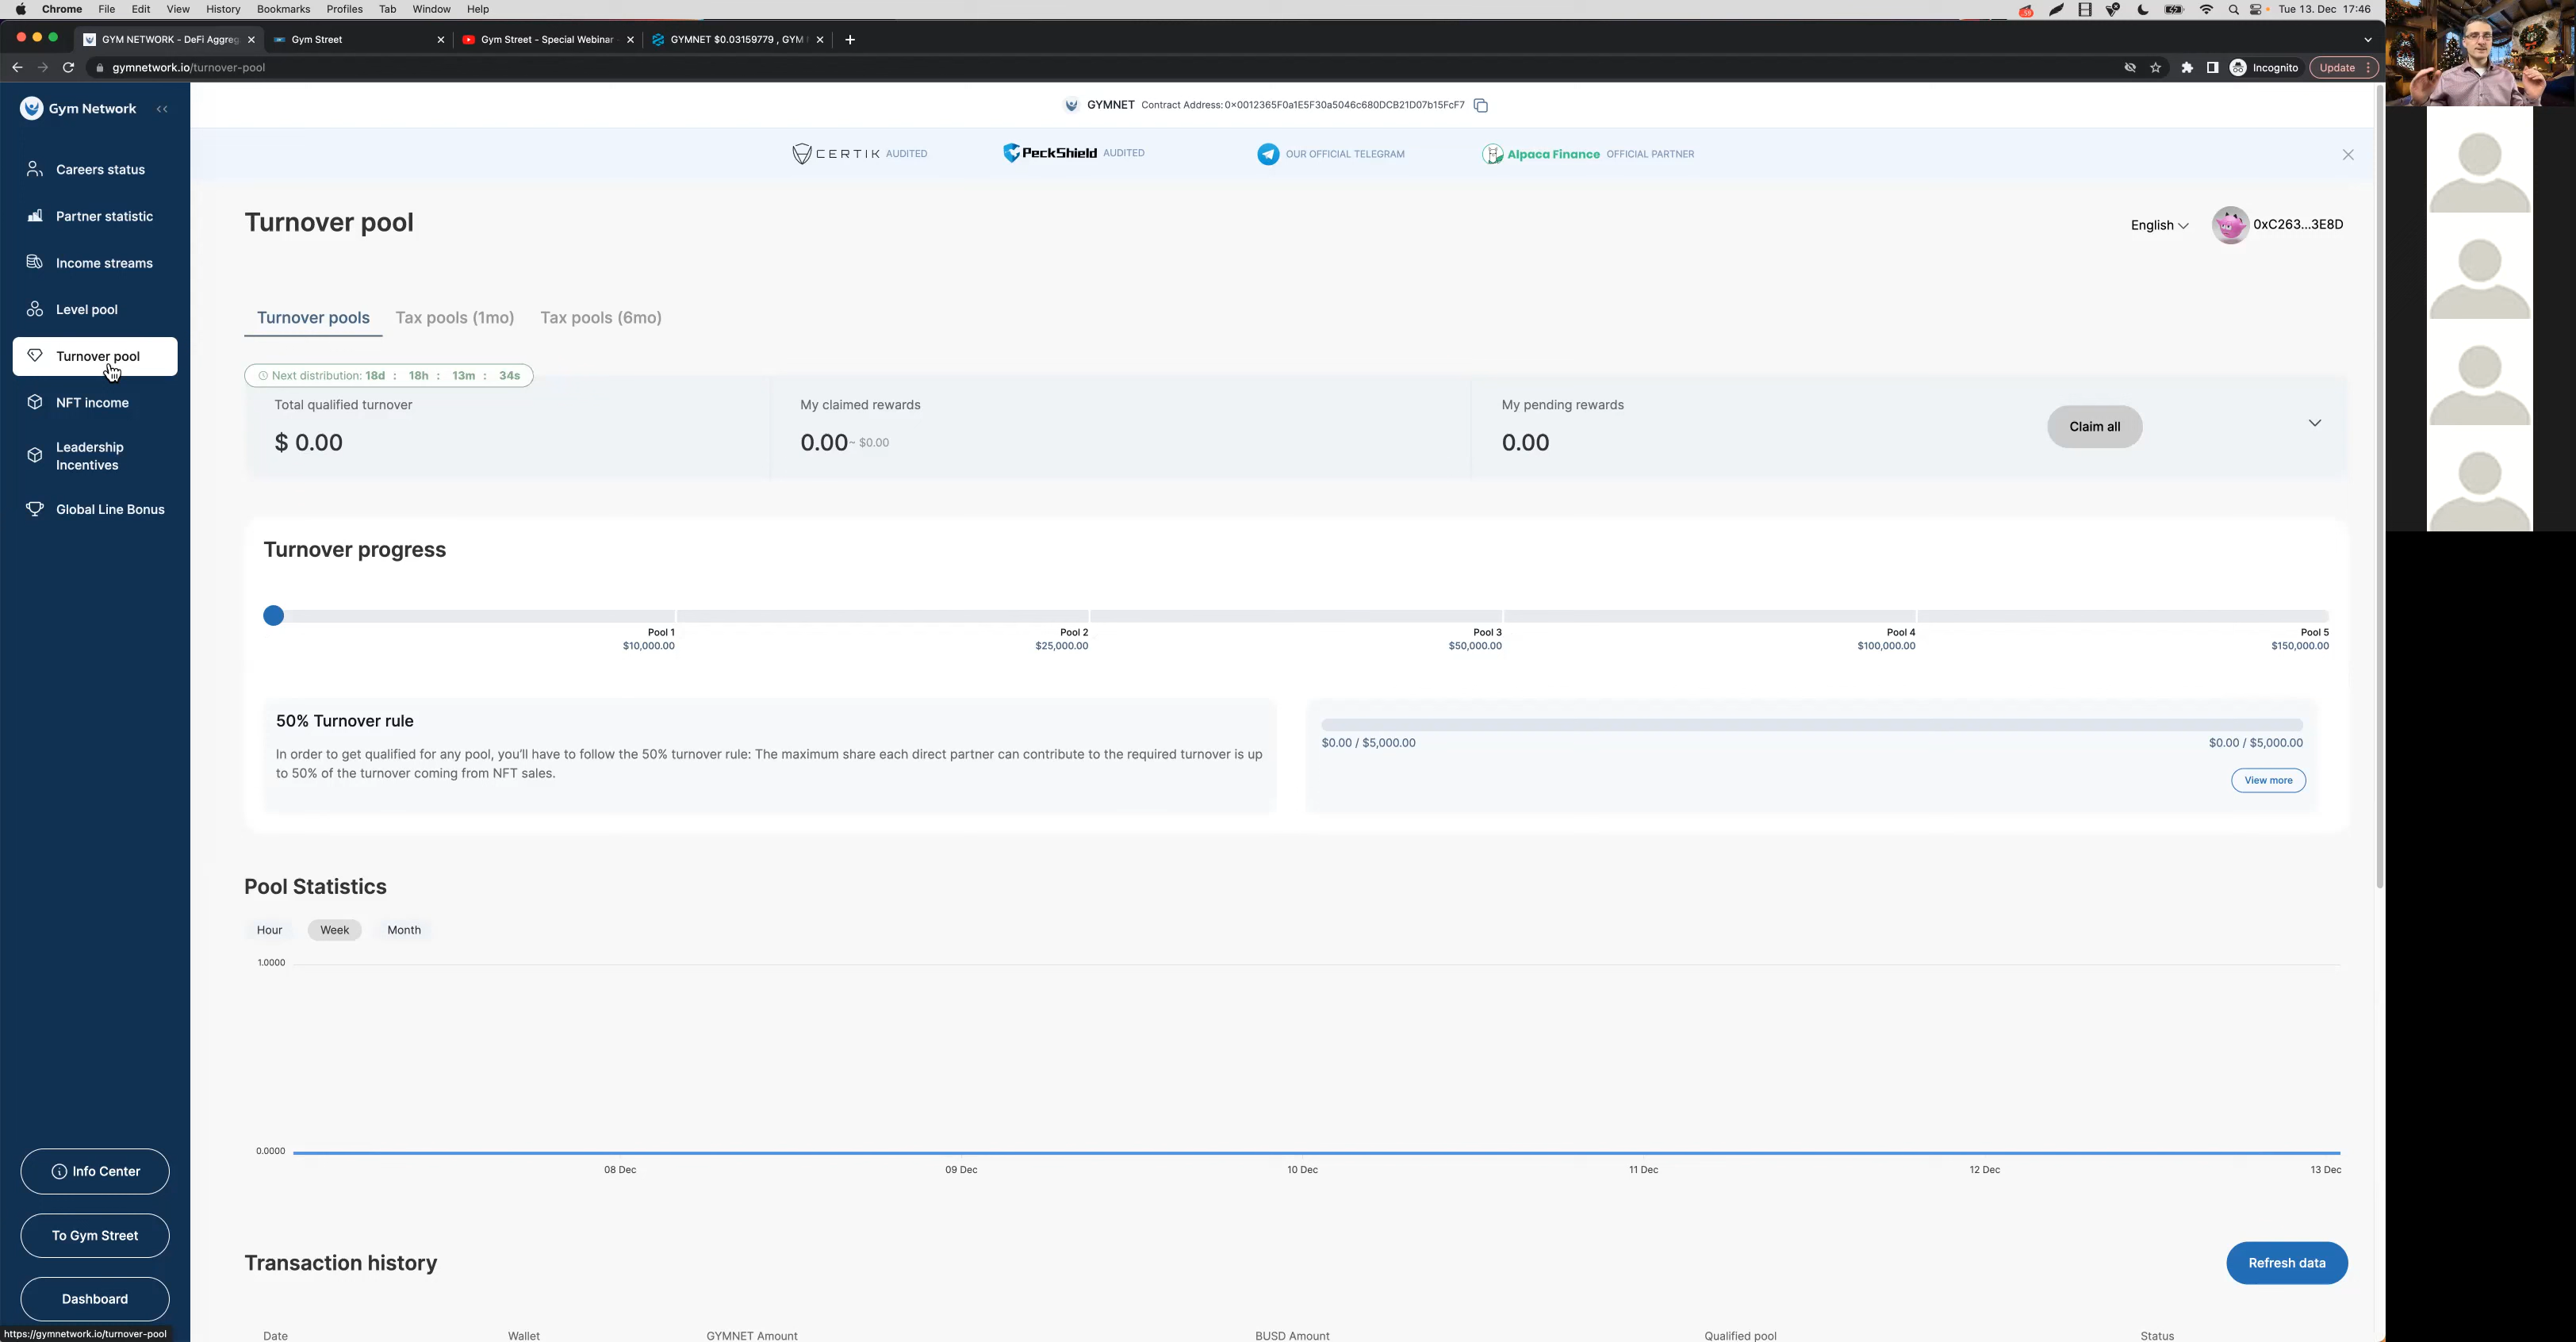 Chrome File Edit View History Bookmarks Profiles Tab Window Help
Tue 13. Dec 17:46
GYM NETWORK - DeFi Aggreg
Gym Street
Gym Street - Special Webinar
GYMNET $0.03159779 , GYM
gymnetwork.io/turnover-pool
Incognito
Update
Gym Network
GYMNET Contract Address: 0x0012365F0a1E5F30a5046c680DCB21D07b15FcF7
CERTIK AUDITED
PeckShield AUDITED
OUR OFFICIAL TELEGRAM
Alpaca Finance OFFICIAL PARTNER
Careers status
Partner statistic
Income streams
Level pool
Turnover pool
NFT income
Leadership
Incentives
Global Line Bonus
Info Center
To Gym Street
Dashboard
https://gymnetwork.io/turnover-pool
Turnover pool
English
0xC263...3E8D
Turnover pools
Tax pools (1mo)
Tax pools (6mo)
Next distribution: 18d : 18h : 13m : 34s
Total qualified turnover
$ 0.00
My claimed rewards
0.00 ~ $0.00
My pending rewards
0.00
Claim all
Turnover progress
Pool 1
$10,000.00
Pool 2
$25,000.00
Pool 3
$50,000.00
Pool 4
$100,000.00
Pool 5
$150,000.00
50% Turnover rule
In order to get qualified for any pool, you'll have to follow the 50% turnover rule: The maximum share each direct partner can contribute to the required turnover is up
to 50% of the turnover coming from NFT sales.
$0.00 / $5,000.00
$0.00 / $5,000.00
View more
Pool Statistics
Hour
Week
Month
1.0000
0.0000
08 Dec
09 Dec
10 Dec
11 Dec
12 Dec
13 Dec
Transaction history
Refresh data
Date
Wallet
GYMNET Amount
BUSD Amount
Qualified pool
Status